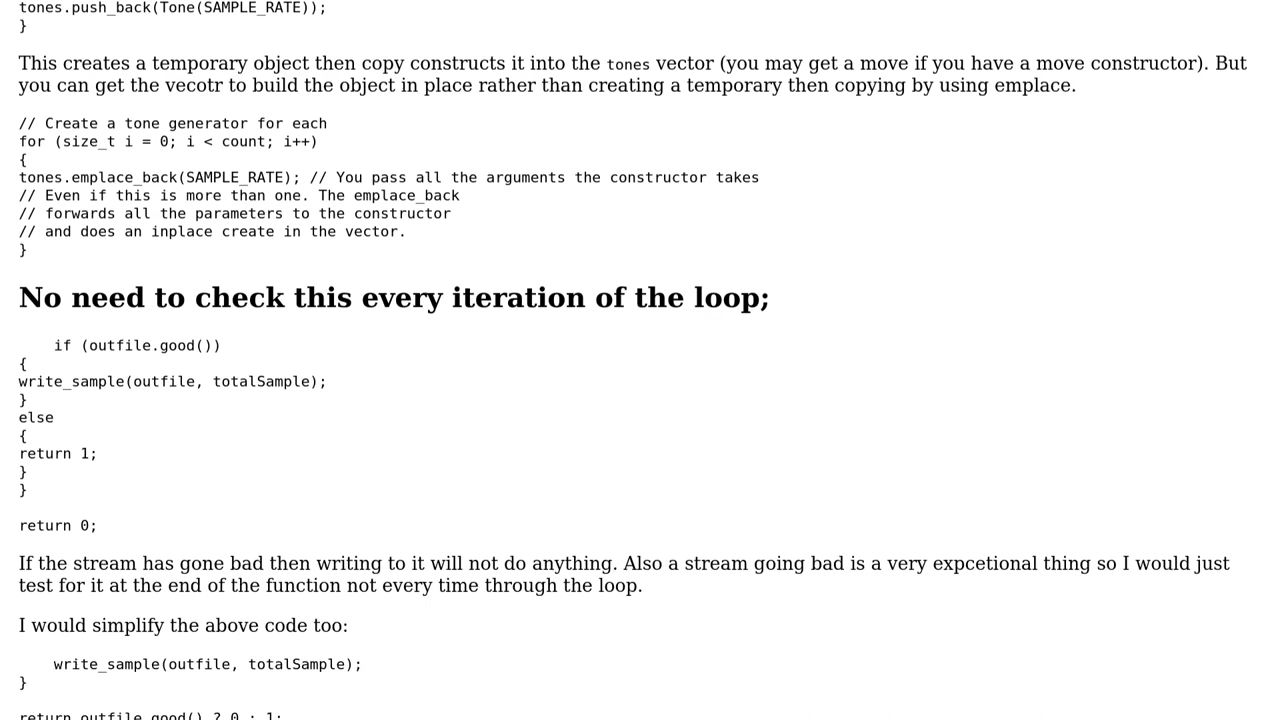 tones.push_back(Tone(SAMPLE_RATE));
}
This creates a temporary object then copy constructs it into the tones vector (you may get a move if you have a move constructor). But
you can get the vecotr to build the object in place rather than creating a temporary then copying by using emplace.
// Create a tone generator for each
for (size_t i = 0; i < count; i++)
{
tones.emplace_back(SAMPLE_RATE); // You pass all the arguments the constructor takes
// Even if this is more than one. The emplace_back
// forwards all the parameters to the constructor
// and does an inplace create in the vector.
}
No need to check this every iteration of the loop;
if (outfile.good())
{
write_sample(outfile, totalSample);
}
else
{
return 1;
}
}
return 0;
If the stream has gone bad then writing to it will not do anything. Also a stream going bad is a very expcetional thing so I would just
test for it at the end of the function not every time through the loop.
I would simplify the above code too:
write_sample(outfile, totalSample);
}
return outfile.good() ? 0 : 1;